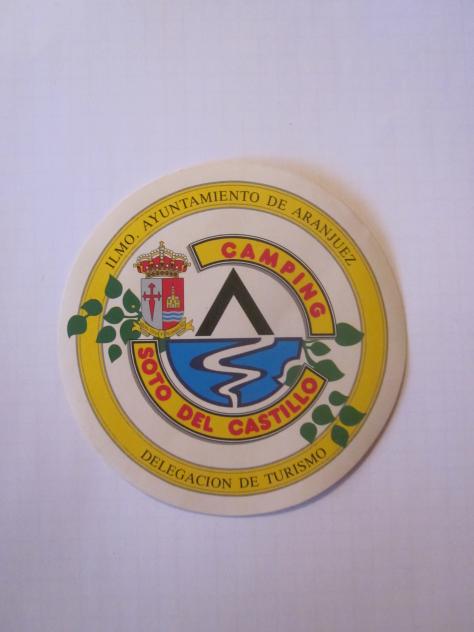 ILMO. AYUNTAMIENTO DE ARANJUEZ
CAMPING
SOTO DEL CASTILLO
DELEGACION DE TURISMO